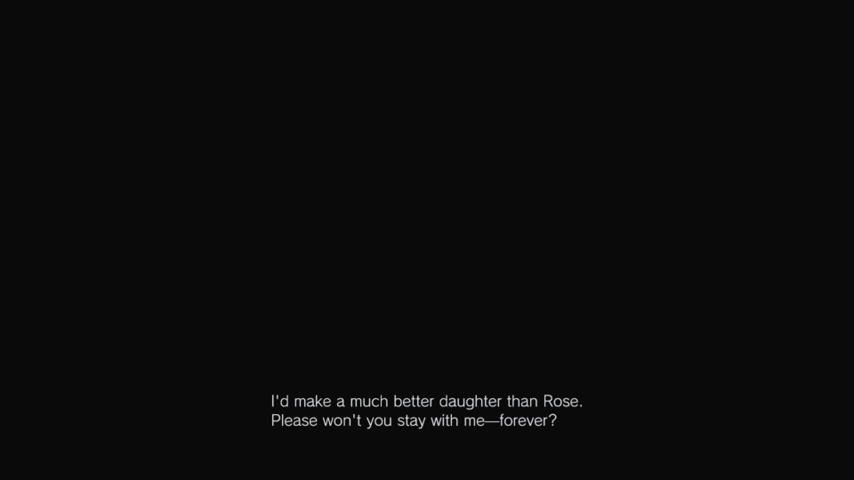 I'd make a much better daughter than Rose.
Please won't you stay with me—forever?